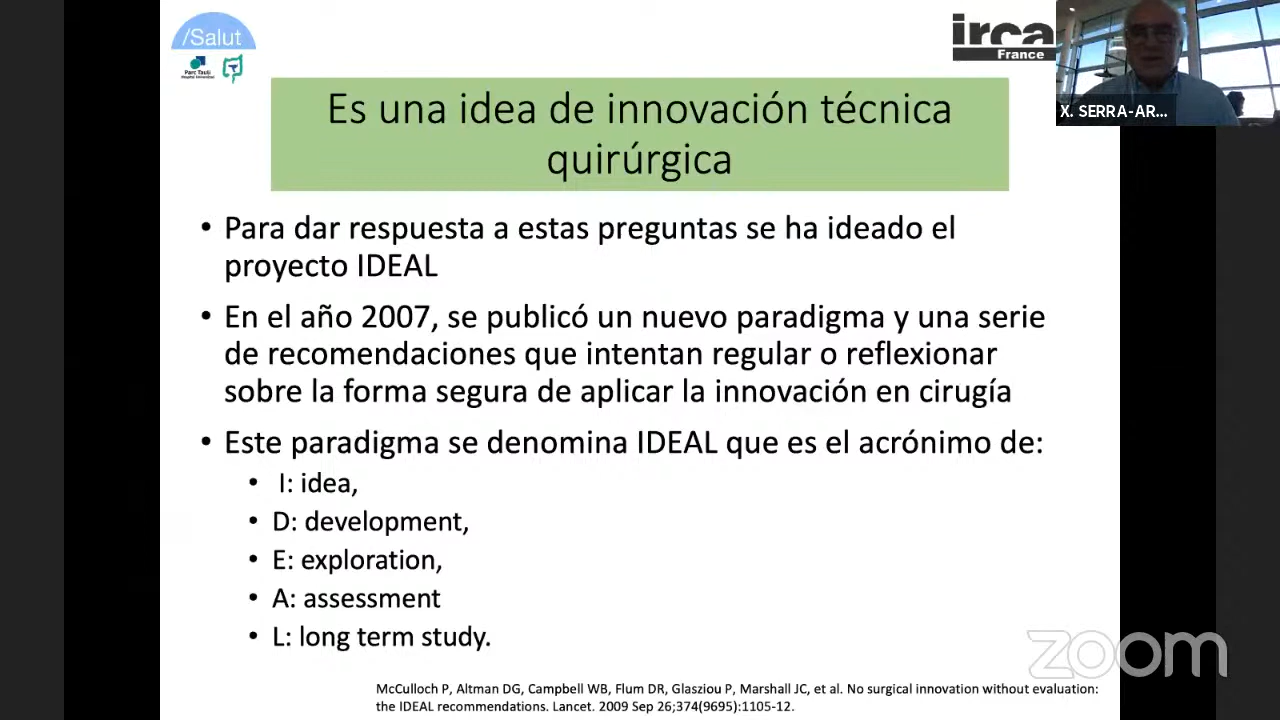 /Salut
Parc Taulí
irca
France
X. SERRA-AR...
Es una idea de innovación técnica
quirúrgica
• Para dar respuesta a estas preguntas se ha ideado el
proyecto IDEAL
• En el año 2007, se publicó un nuevo paradigma y una serie
de recomendaciones que intentan regular o reflexionar
sobre la forma segura de aplicar la innovación en cirugía
• Este paradigma se denomina IDEAL que es el acrónimo de:
• I: idea,
• D: development,
• E: exploration,
• A: assessment
• L: long term study.
zoom
McCulloch P, Altman DG, Campbell WB, Flum DR, Glasziou P, Marshall JC, et al. No surgical innovation without evaluation:
the IDEAL recommendations. Lancet. 2009 Sep 26;374(9695):1105-12.